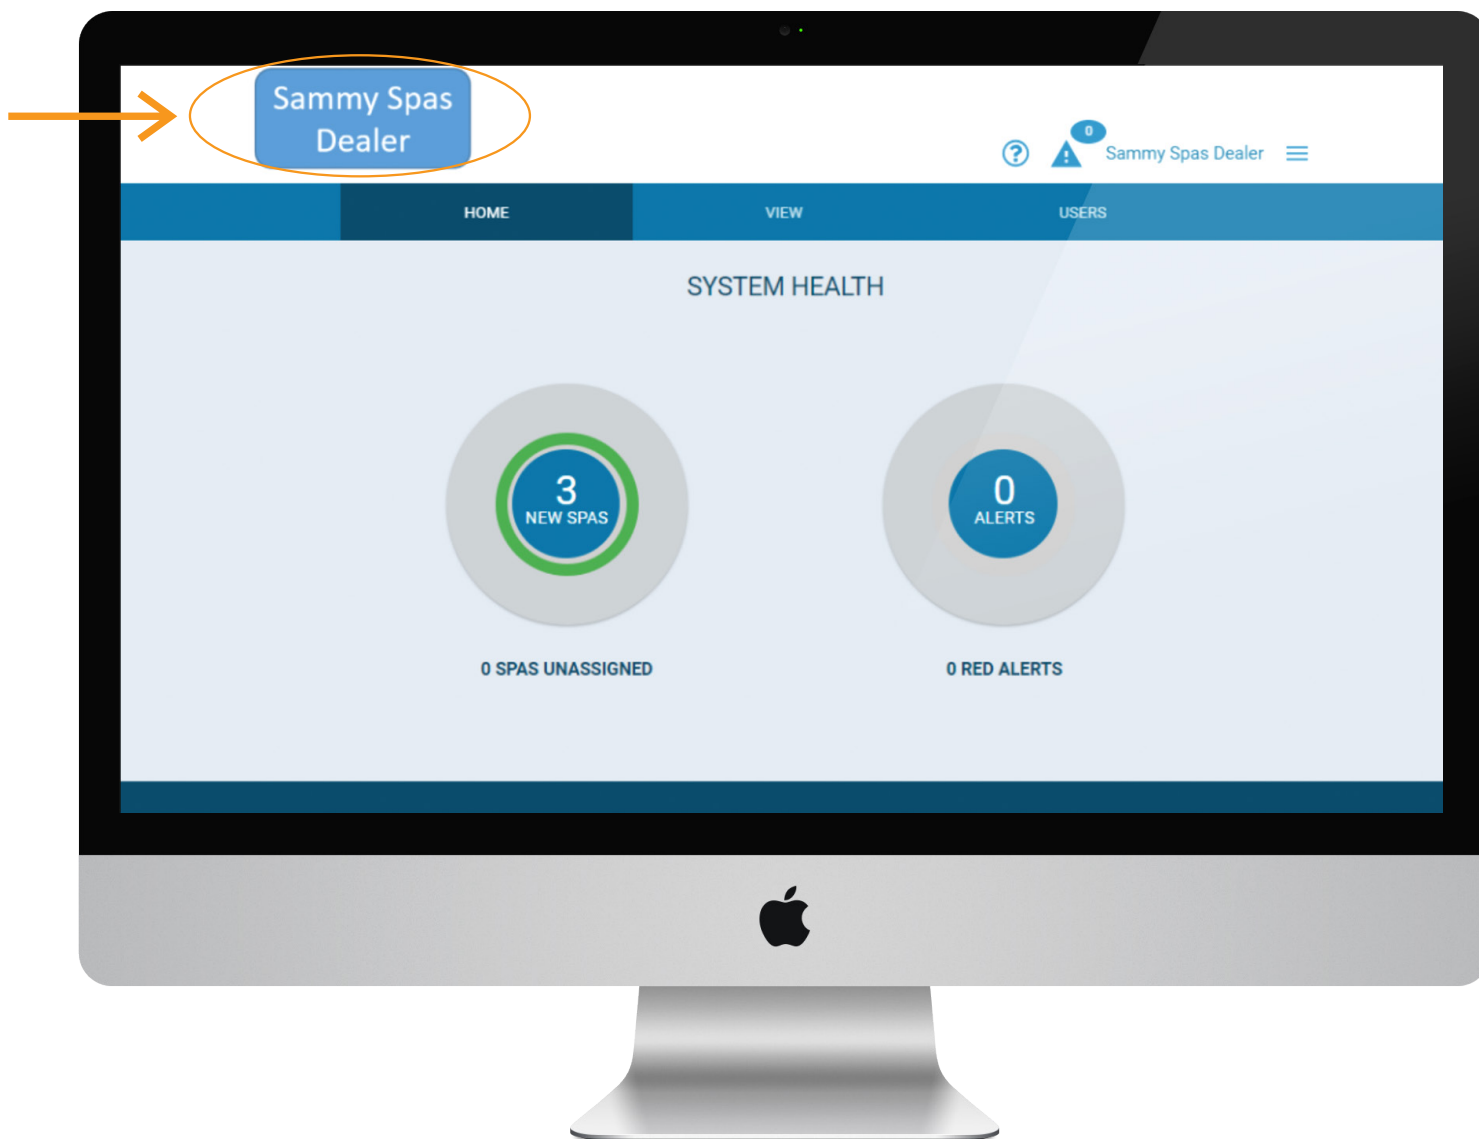 Sammy Spas
Dealer
0
Sammy Spas Dealer
HOME VIEW USERS
SYSTEM HEALTH
3
NEW SPAS
0
ALERTS
0 SPAS UNASSIGNED
0 RED ALERTS